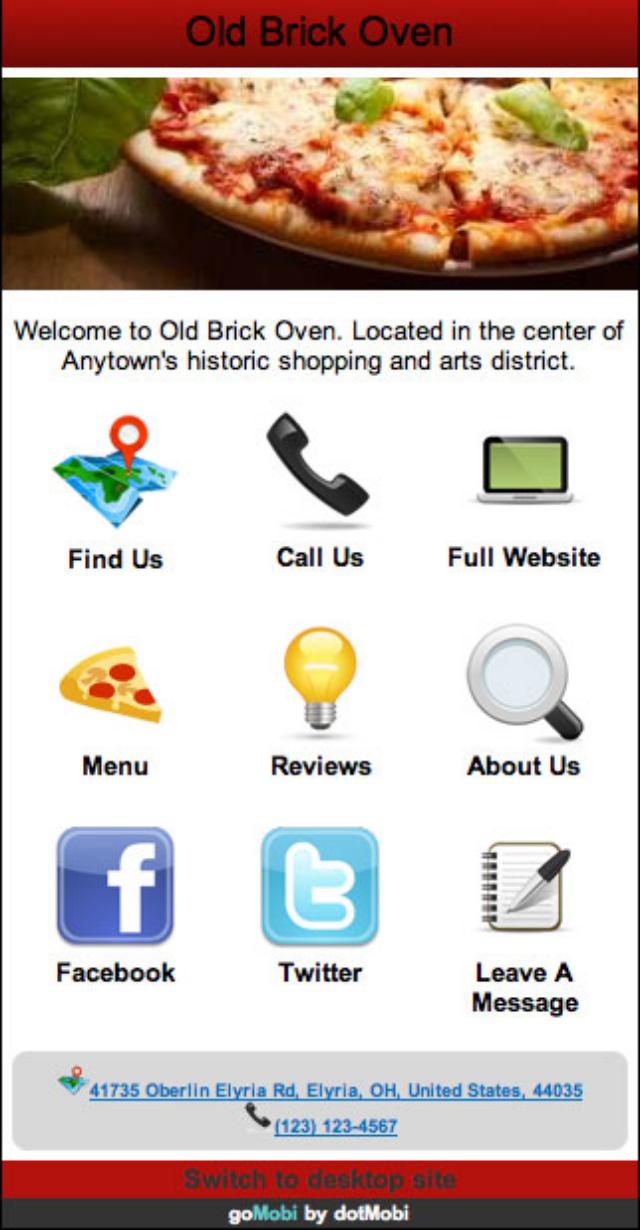 Old Brick Oven
Welcome to Old Brick Oven. Located in the center of
Anytown's historic shopping and arts district.
Find Us
Call Us
Full Website
Menu
Reviews
About Us
Facebook
Twitter
Leave A
Message
41735 Oberlin Elyria Rd, Elyria, OH, United States, 44035
(123) 123-4567
Switch to desktop site
goMobi by dotMobi